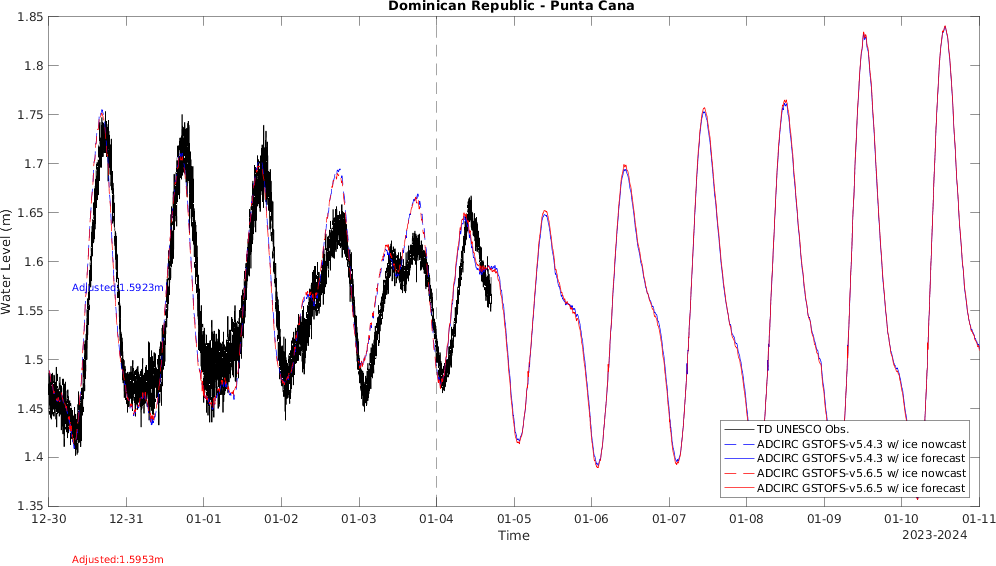 Dominican Republic - Punta Cana
Water Level (m)
1.85
1.8
1.75
1.7
1.65
1.6
1.55
1.5
1.45
1.4
1.35
Adjusted:1.5923m
TD UNESCO Obs.
ADCIRC GSTOFS-v5.4.3 w/ ice nowcast
ADCIRC GSTOFS-v5.4.3 w/ ice forecast
ADCIRC GSTOFS-v5.6.5 w/ ice nowcast
ADCIRC GSTOFS-v5.6.5 w/ ice forecast
12-30 12-31 01-01 01-02 01-03 01-04 01-05 01-06 01-07 01-08 01-09 01-10 01-11
Time
2023-2024
Adjusted:1.5953m